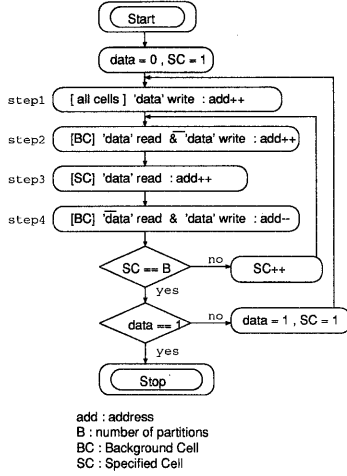 Start
data = 0 , SC = 1
step1 [ all cells ] 'data' write : add++
step2 [BC] 'data' read & '‾data' write : add++
step3 [SC] 'data' read : add++
step4 [BC] '‾data' read & 'data' write : add--
SC == B
no
SC++
yes
data == 1
no
data = 1 , SC = 1
yes
Stop
add : address
B : number of partitions
BC : Background Cell
SC : Specified Cell